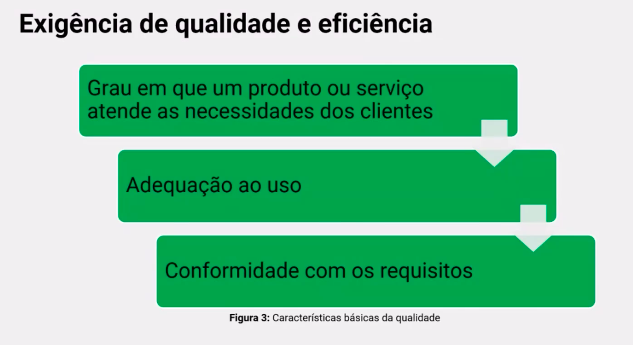 Exigência de qualidade e eficiência
Grau em que um produto ou serviço
atende as necessidades dos clientes
Adequação ao uso
Conformidade com os requisitos
Figura 3: Características básicas da qualidade